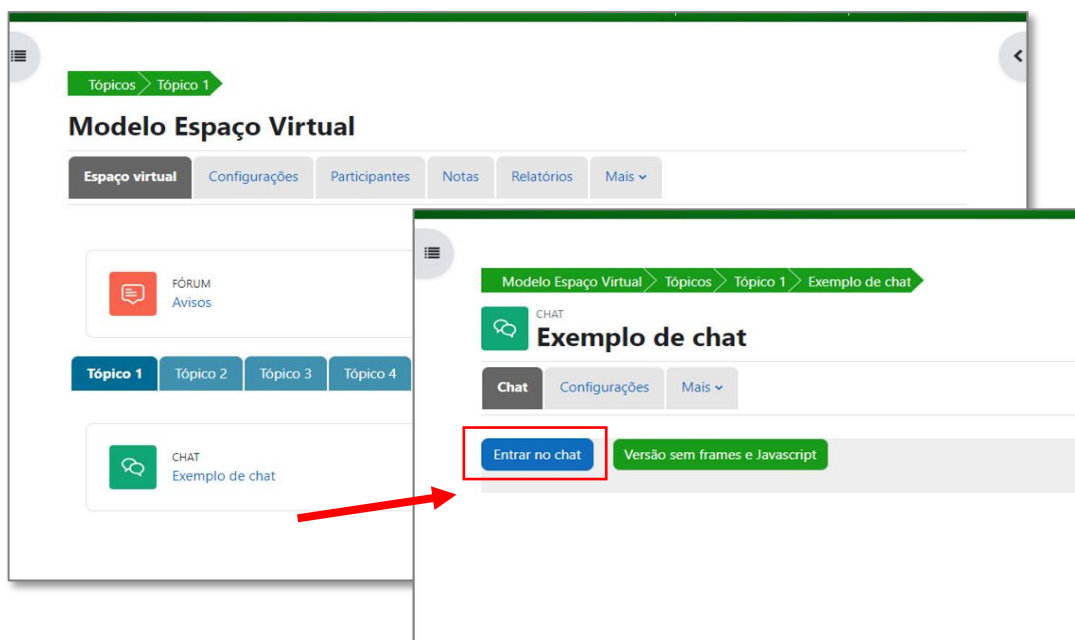 Tópicos Tópico 1
Modelo Espaço Virtual
Espaço virtual Configurações Participantes Notas Relatórios Mais
FÓRUM
Avisos
Tópico 1 Tópico 2 Tópico 3 Tópico 4
CHAT
Exemplo de chat
Modelo Espaço Virtual Tópicos Tópico 1 Exemplo de chat
CHAT
Exemplo de chat
Chat Configurações Mais
Entrar no chat Versão sem frames e Javascript